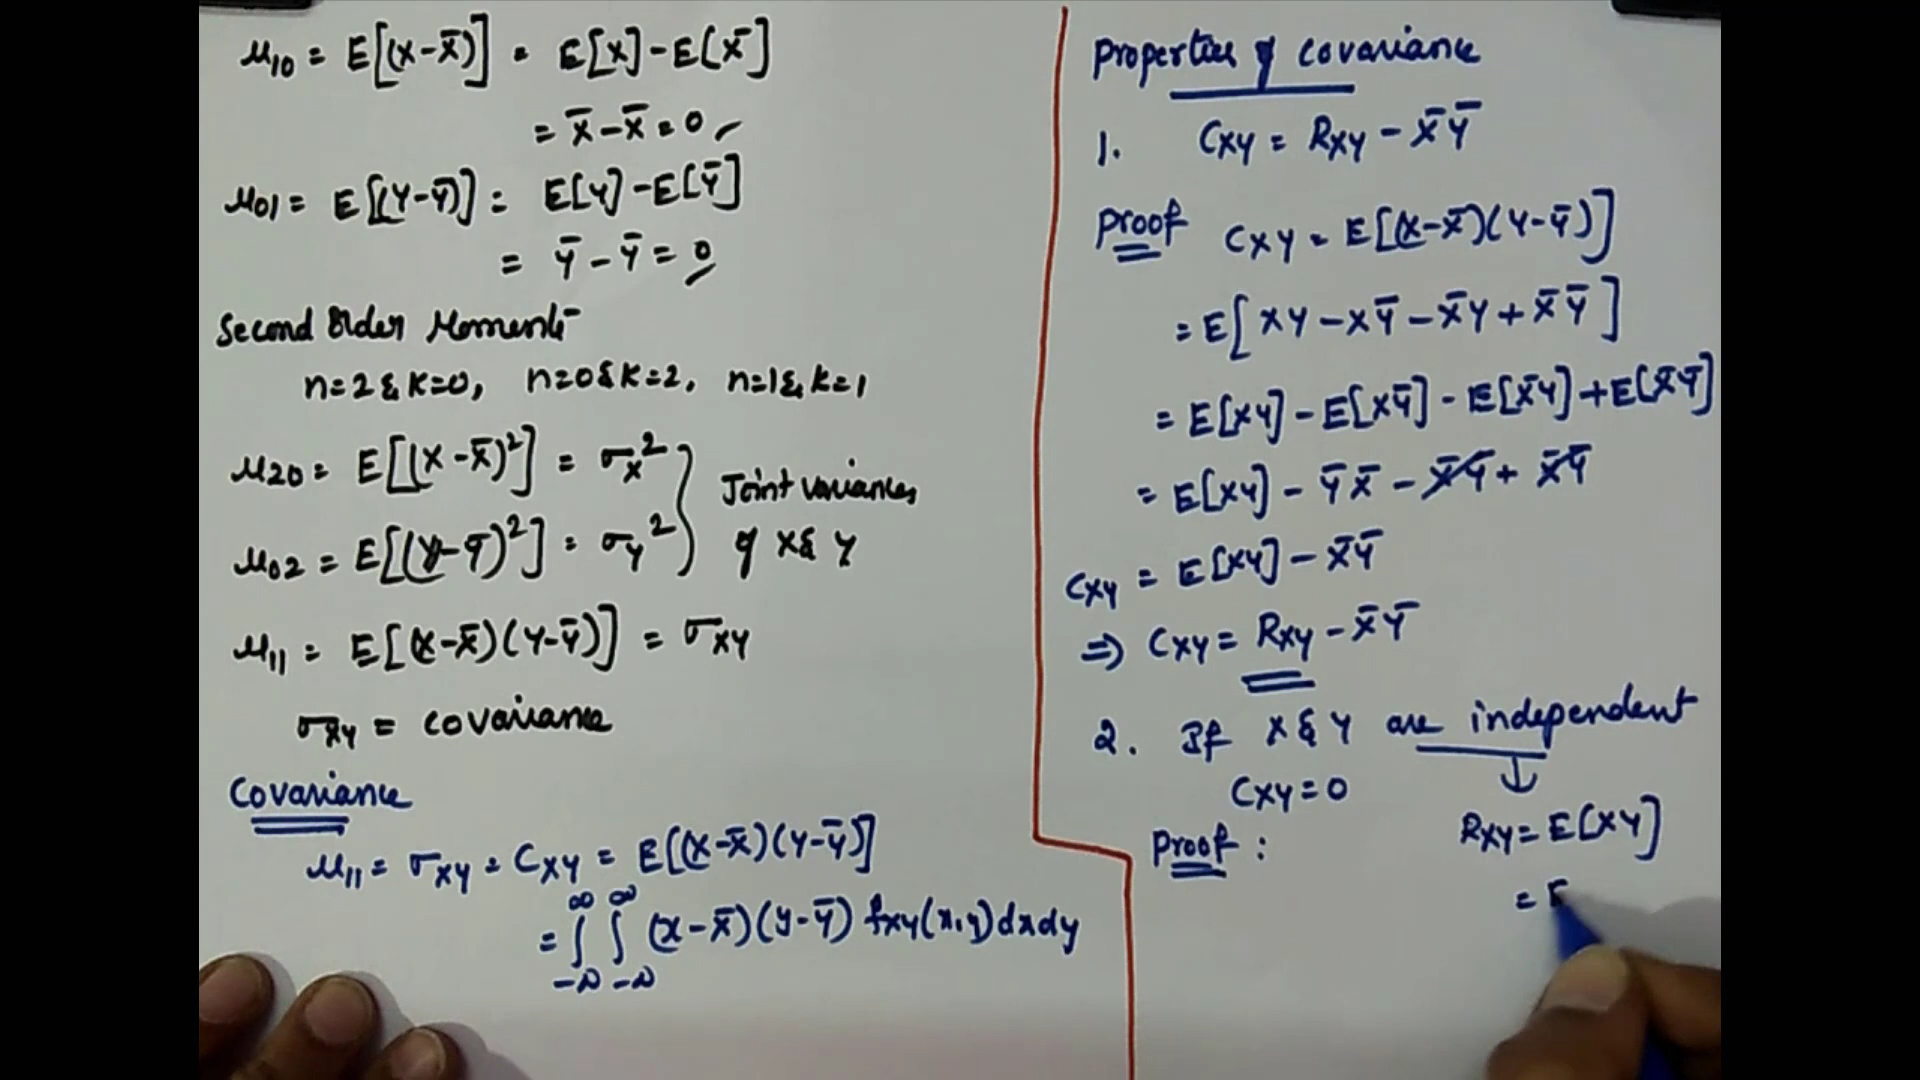 μ10 = E[(X-X̄)] = E[X]-E[X̄]
= X̄-X̄ = 0
μ01 = E[(Y-Ȳ)] = E[Y]-E[Ȳ]
= Ȳ-Ȳ = 0
Second Order Moments
n=2 & K=0, n=0 & K=2, n=1 & K=1
μ20 = E[(X-X̄)²] = σX²
μ02 = E[(Y-Ȳ)²] = σY²
} Joint variances
of X & Y
μ11 = E[(X-X̄)(Y-Ȳ)] = σXY
σXY = covariance
Covariance
μ11 = σXY = CXY = E[(X-X̄)(Y-Ȳ)]
= ∫-∞^∞ ∫-∞^∞ (x-X̄)(y-Ȳ) fXY(x,y) dx dy
Properties of covariance
1. CXY = RXY - X̄Ȳ
Proof CXY = E[(X-X̄)(Y-Ȳ)]
= E[XY - XȲ - X̄Y + X̄Ȳ]
= E[XY] - E[XȲ] - E[X̄Y] + E[X̄Ȳ]
= E[XY] - ȲX̄ - X̄Ȳ + X̄Ȳ
CXY = E[XY] - X̄Ȳ
⇒ CXY = RXY - X̄Ȳ
2. If X & Y are independent
CXY = 0
↓
Proof :
RXY = E[XY]
= E